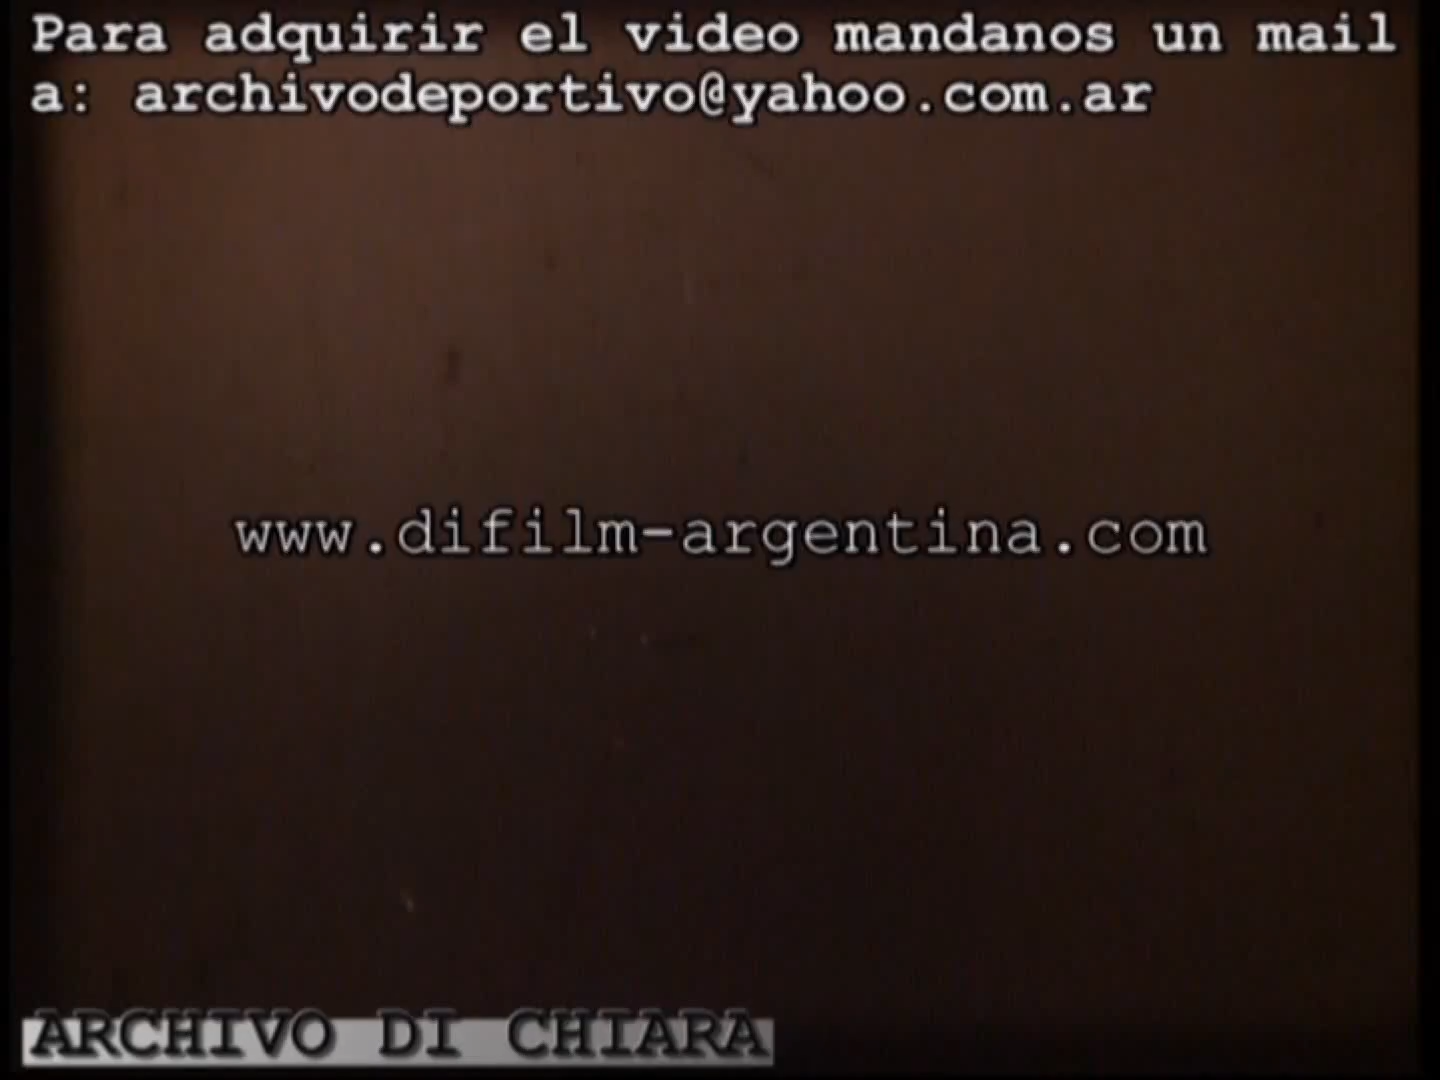 Para adquirir el video mandanos un mail
a: archivodeportivo@yahoo.com.ar
www.difilm-argentina.com
ARCHIVO DI CHIARA